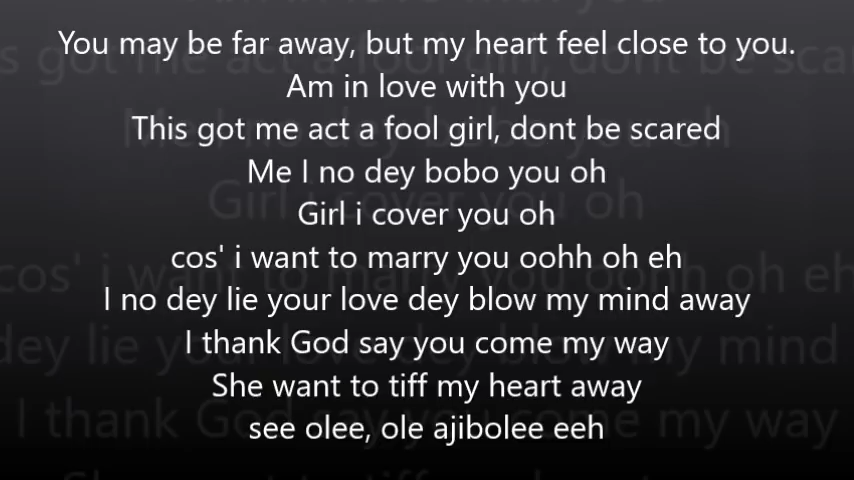 You may be far away, but my heart feel close to you.
Am in love with you
This got me act a fool girl, dont be scared
Me I no dey bobo you oh
Girl i cover you oh
cos' i want to marry you oohh oh eh
I no dey lie your love dey blow my mind away
I thank God say you come my way
She want to tiff my heart away
see olee, ole ajibolee eeh